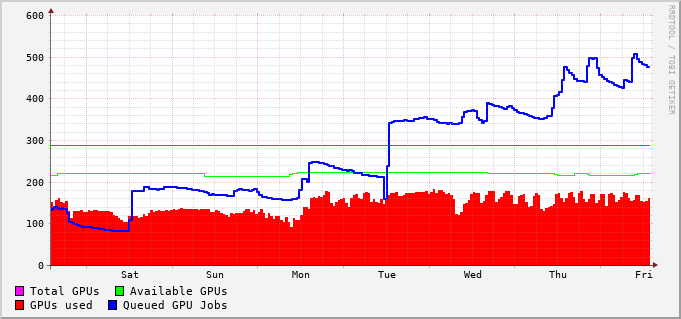 600
500
400
300
200
100
0
Sat Sun Mon Tue Wed Thu Fri
Total GPUs Available GPUs
GPUs used Queued GPU Jobs
RRDTOOL / TOBI OETIKER